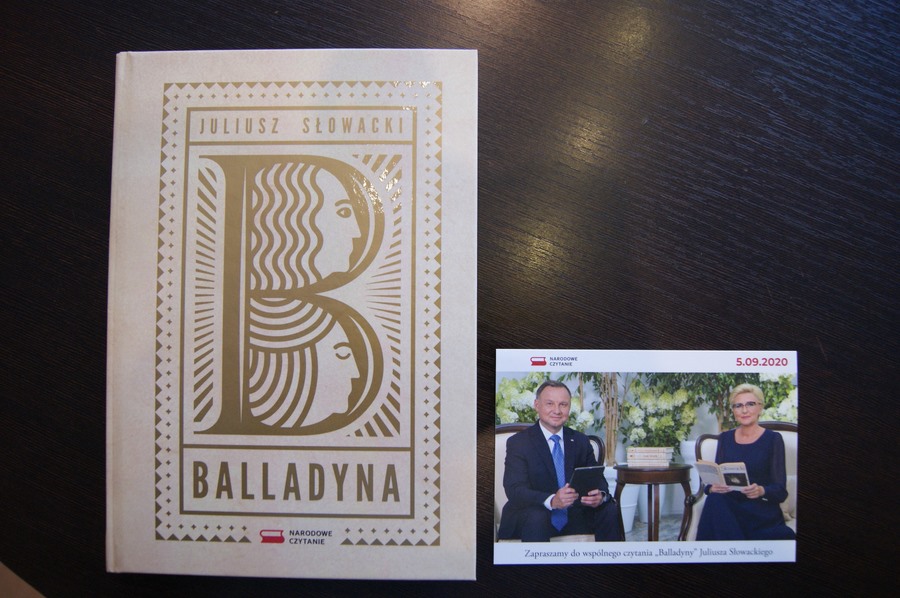 JULIUSZ SŁOWACKI
B
BALLADYNA
NARODOWE
CZYTANIE
NARODOWE
CZYTANIE
5.09.2020
Zapraszamy do wspólnego czytania „Balladyny” Juliusza Słowackiego